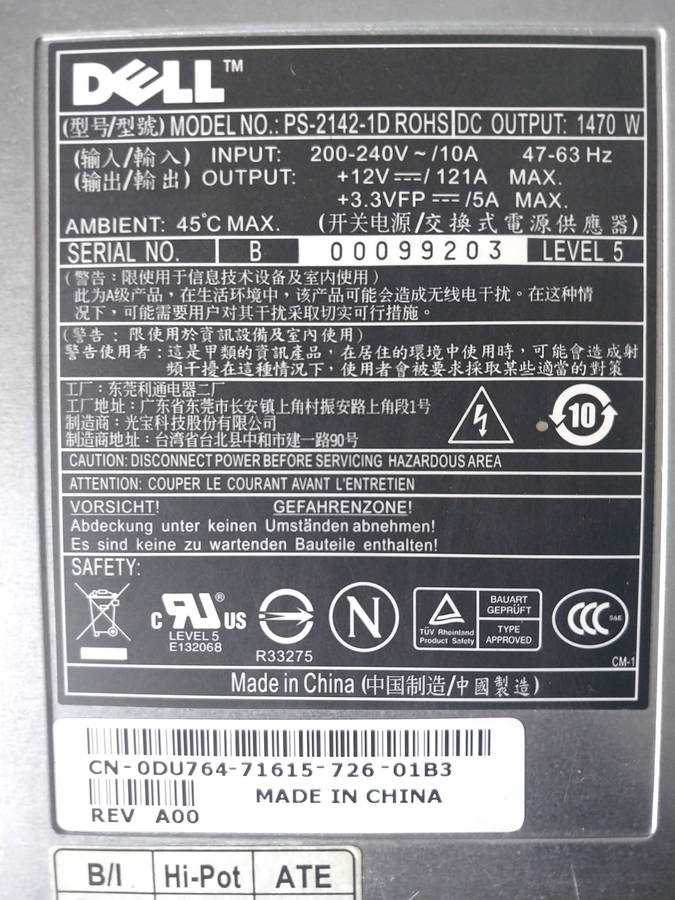 DELL™
(型号/型號) MODEL NO.: PS-2142-1D ROHS DC OUTPUT: 1470 W
(输入/輸入) INPUT: 200-240V ~ /10A 47-63 Hz
(输出/輸出) OUTPUT: +12V ⎓ / 121A MAX.
+3.3VFP ⎓ /5A MAX.
AMBIENT: 45°C MAX. (开关电源/交換式電源供應器)
SERIAL NO. B 00099203 LEVEL 5
(警告：限使用于信息技术设备及室内使用)
此为A级产品，在生活环境中，该产品可能会造成无线电干扰。在这种情
况下，可能需要用户对其干扰采取切实可行措施。
(警告：限使用於資訊設備及室內使用)
警告使用者：這是甲類的資訊產品，在居住的環境中使用時，可能會造成射
頻干擾在這種情況下，使用者會被要求採取某些適當的對策
工厂：东莞利通电器二厂
工厂地址：广东省东莞市长安镇上角村振安路上角段1号
制造商：光宝科技股份有限公司
制造商地址：台湾省台北县中和市建一路90号
10
CAUTION: DISCONNECT POWER BEFORE SERVICING HAZARDOUS AREA
ATTENTION: COUPER LE COURANT AVANT L'ENTRETIEN
VORSICHT! GEFAHRENZONE!
Abdeckung unter keinen Umständen abnehmen!
Es sind keine zu wartenden Bauteile enthalten!
SAFETY:
c RU® US
LEVEL 5
E132068
R33275
N
TÜV Rheinland
Product Safety
BAUART
GEPRÜFT
TYPE
APPROVED
CCC S&E
CM-1
Made in China (中国制造/中國製造)
CN-0DU764-71615-726-01B3
MADE IN CHINA
REV A00
B/I Hi-Pot ATE